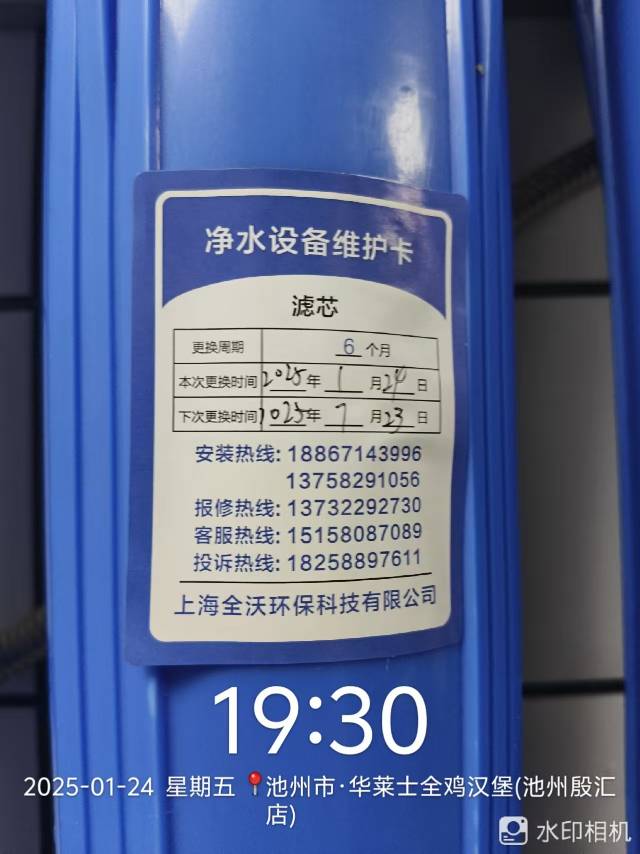 净水设备维护卡
滤芯
更换周期 6 个月
本次更换时间 2025年 1 月24日
下次更换时间 2025年 7 月23日
安装热线: 18867143996
13758291056
报修热线: 13732292730
客服热线: 15158087089
投诉热线: 18258897611
上海全沃环保科技有限公司
19:30
2025-01-24 星期五 📍池州市·华莱士全鸡汉堡(池州殷汇
店)
水印相机